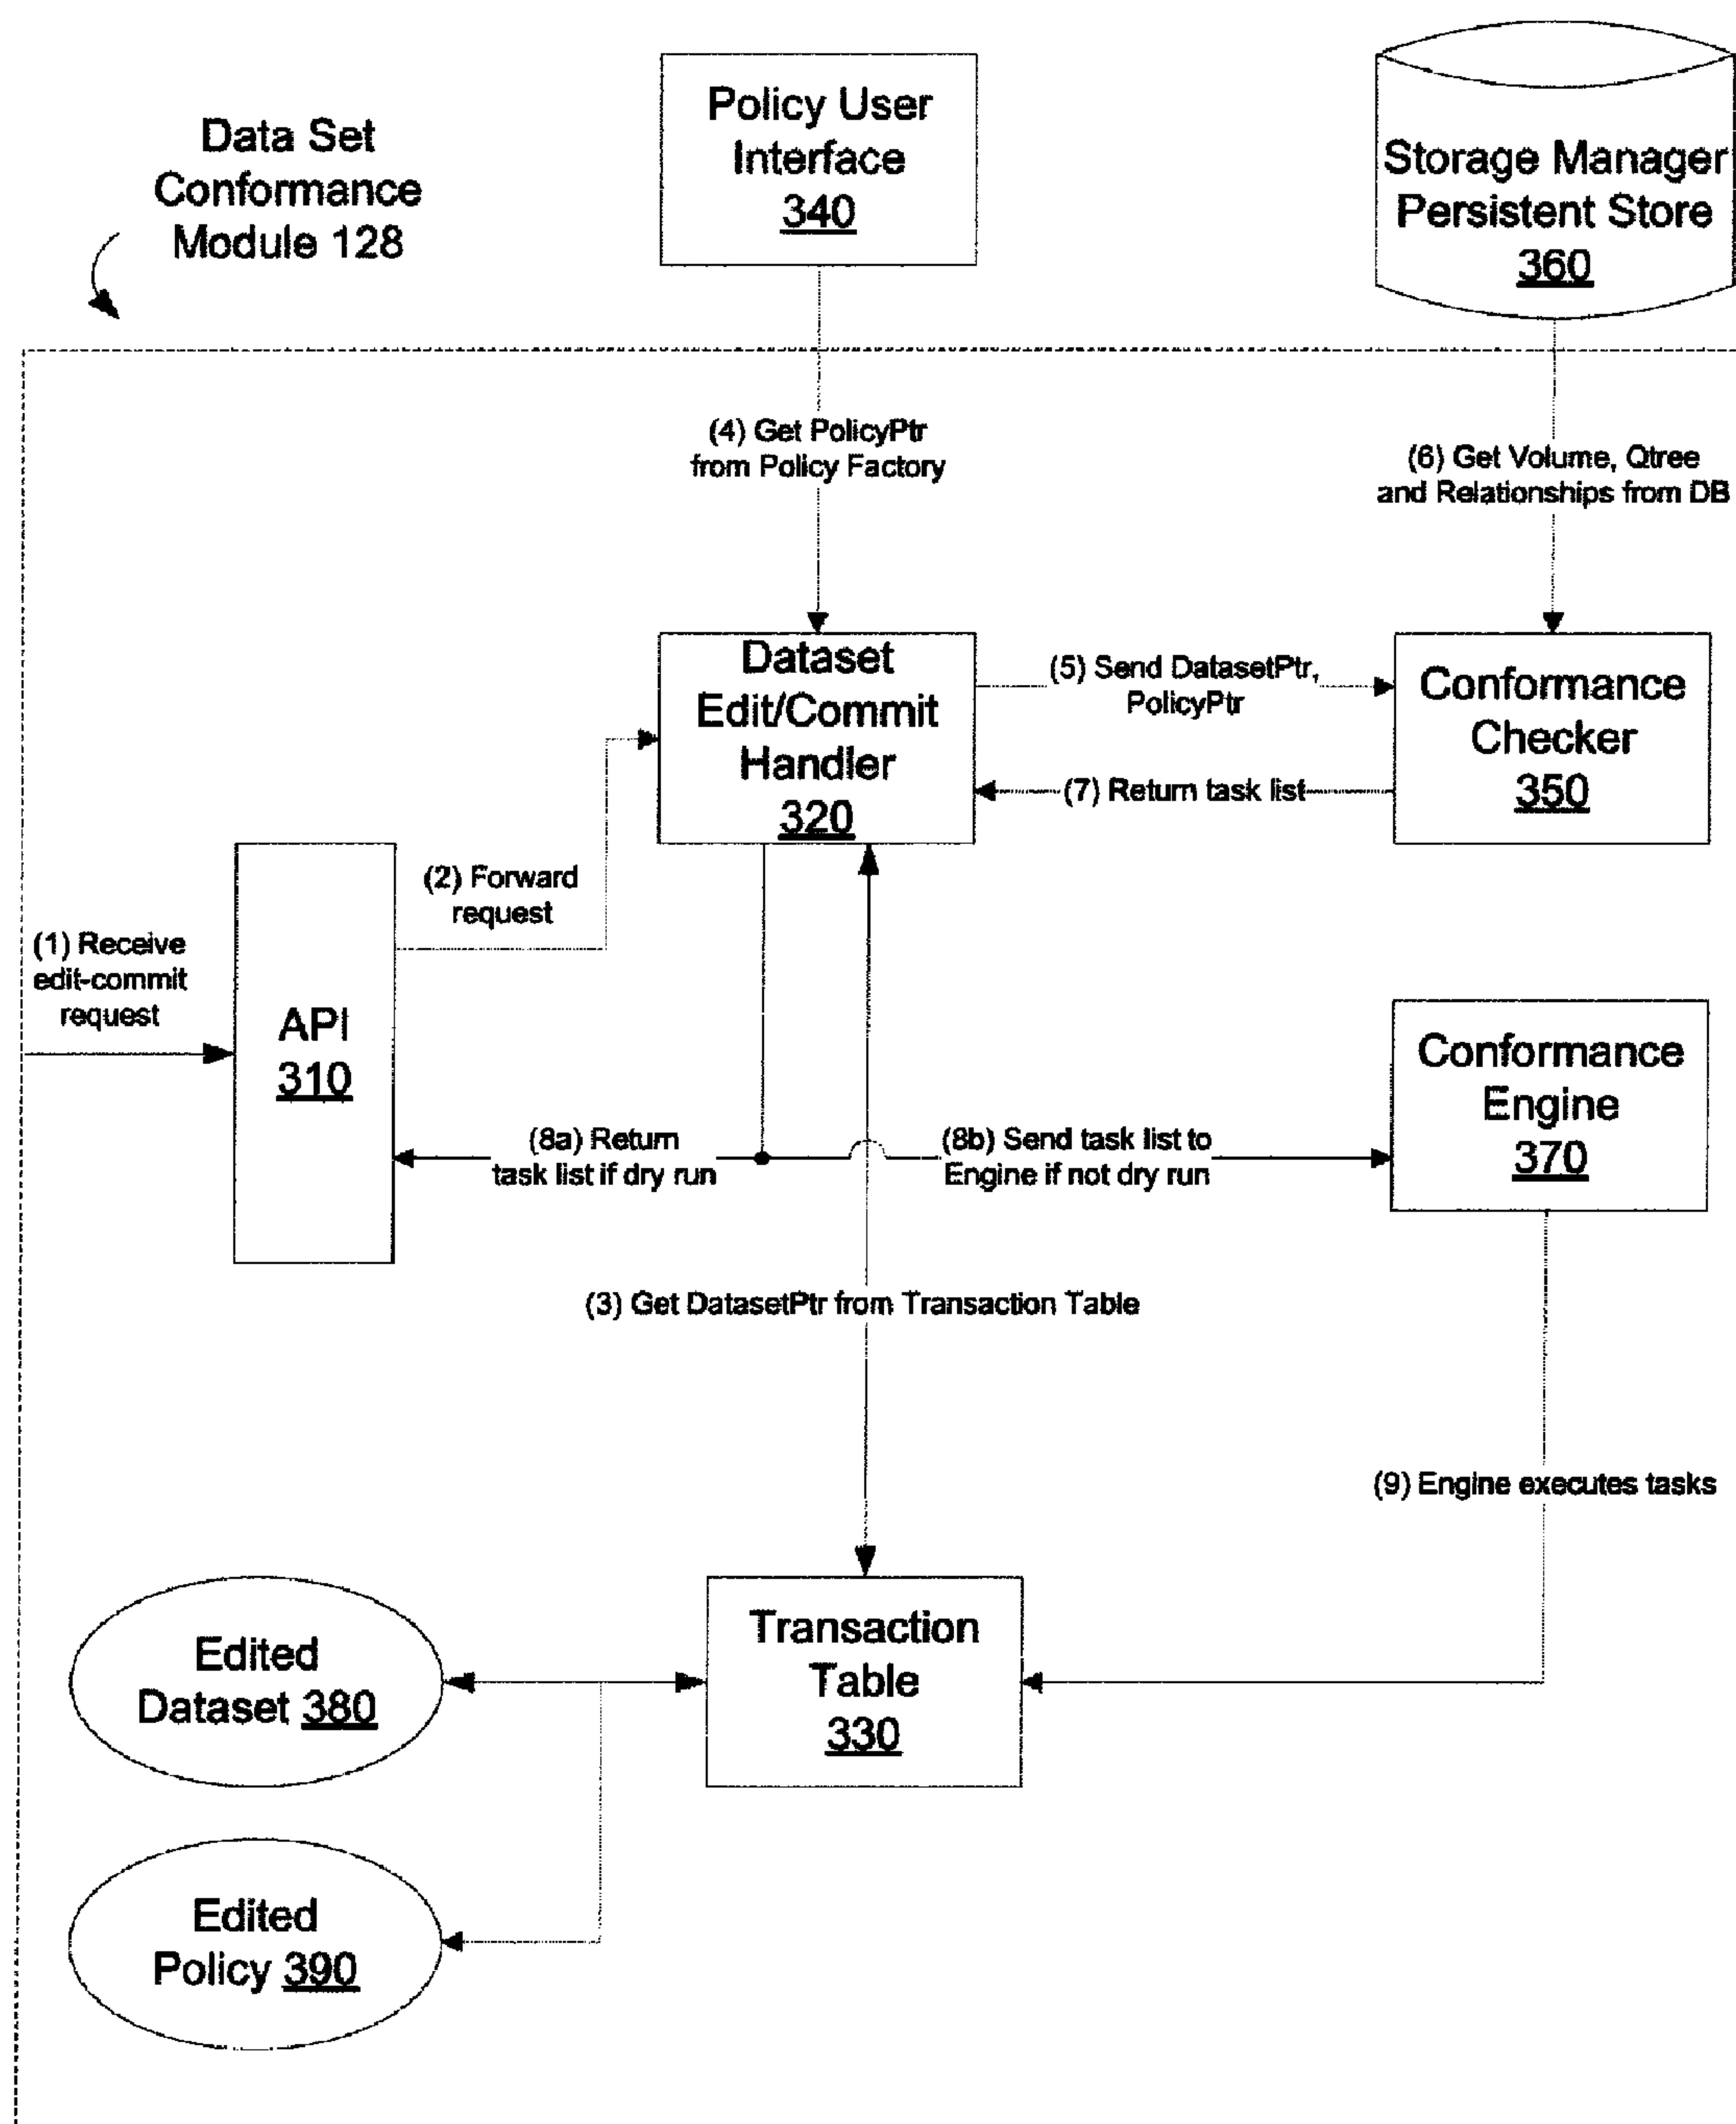 Policy User
Interface
340
Data Set
Conformance
Module 128
Storage Manager
Persistent Store
360
(4) Get PolicyPtr
from Policy Factory
(6) Get Volume, Qtree
and Relationships from DB
Dataset
Edit/Commit
Handler
320
(5) Send DatasetPtr,
PolicyPtr
(7) Return task list
Conformance
Checker
350
(2) Forward
request
(1) Receive
edit-commit
request
API
310
Conformance
Engine
370
(8a) Return
task list if dry run
(8b) Send task list to
Engine if not dry run
(3) Get DatasetPtr from Transaction Table
(9) Engine executes tasks
Transaction
Table
330
Edited
Dataset 380
Edited
Policy 390